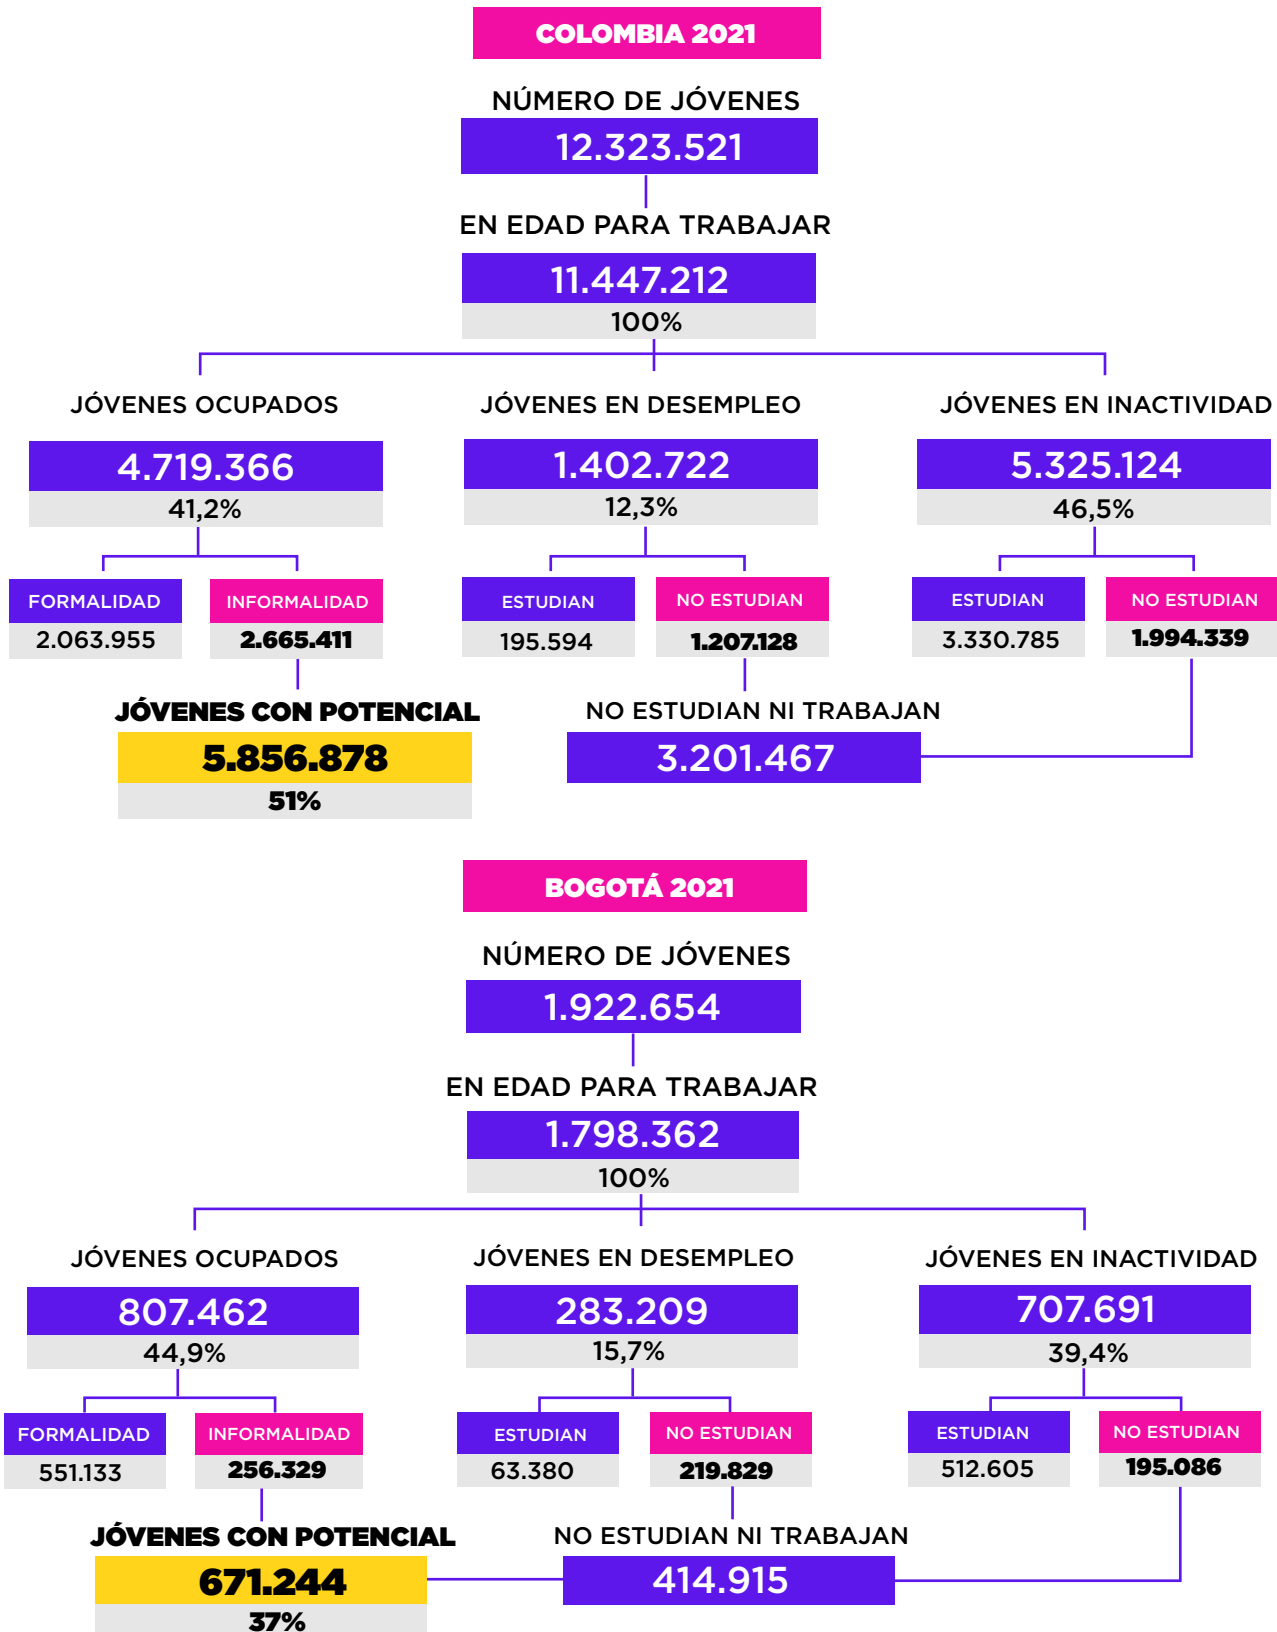 COLOMBIA 2021
NÚMERO DE JÓVENES
12.323.521
EN EDAD PARA TRABAJAR
11.447.212
100%
JÓVENES OCUPADOS
4.719.366
41,2%
JÓVENES EN DESEMPLEO
1.402.722
12,3%
JÓVENES EN INACTIVIDAD
5.325.124
46,5%
FORMALIDAD
2.063.955
INFORMALIDAD
2.665.411
ESTUDIAN
195.594
NO ESTUDIAN
1.207.128
ESTUDIAN
3.330.785
NO ESTUDIAN
1.994.339
JÓVENES CON POTENCIAL
5.856.878
51%
NO ESTUDIAN NI TRABAJAN
3.201.467
BOGOTÁ 2021
NÚMERO DE JÓVENES
1.922.654
EN EDAD PARA TRABAJAR
1.798.362
100%
JÓVENES OCUPADOS
807.462
44,9%
JÓVENES EN DESEMPLEO
283.209
15,7%
JÓVENES EN INACTIVIDAD
707.691
39,4%
FORMALIDAD
551.133
INFORMALIDAD
256.329
ESTUDIAN
63.380
NO ESTUDIAN
219.829
ESTUDIAN
512.605
NO ESTUDIAN
195.086
JÓVENES CON POTENCIAL
671.244
37%
NO ESTUDIAN NI TRABAJAN
414.915